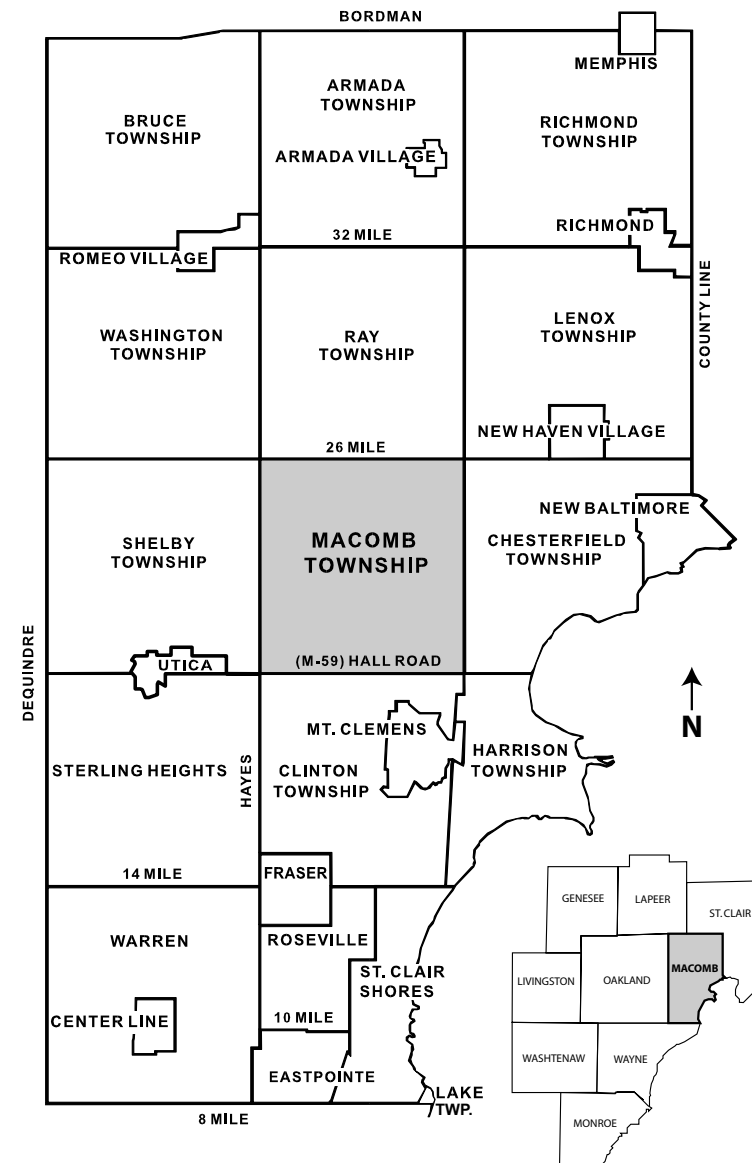 BORDMAN
MEMPHIS
ARMADA
TOWNSHIP
BRUCE
TOWNSHIP
RICHMOND
TOWNSHIP
ARMADA VILLAGE
RICHMOND
32 MILE
ROMEO VILLAGE
COUNTY LINE
WASHINGTON
TOWNSHIP
RAY
TOWNSHIP
LENOX
TOWNSHIP
NEW HAVEN VILLAGE
26 MILE
NEW BALTIMORE
SHELBY
TOWNSHIP
MACOMB
TOWNSHIP
CHESTERFIELD
TOWNSHIP
DEQUINDRE
UTICA
(M-59) HALL ROAD
N
MT. CLEMENS
STERLING HEIGHTS
HAYES
CLINTON
TOWNSHIP
HARRISON
TOWNSHIP
14 MILE
FRASER
WARREN
ROSEVILLE
ST. CLAIR
SHORES
CENTER LINE
10 MILE
EASTPOINTE
LAKE
TWP.
8 MILE
GENESEE
LAPEER
ST. CLAIR
LIVINGSTON
OAKLAND
MACOMB
WASHTENAW
WAYNE
MONROE